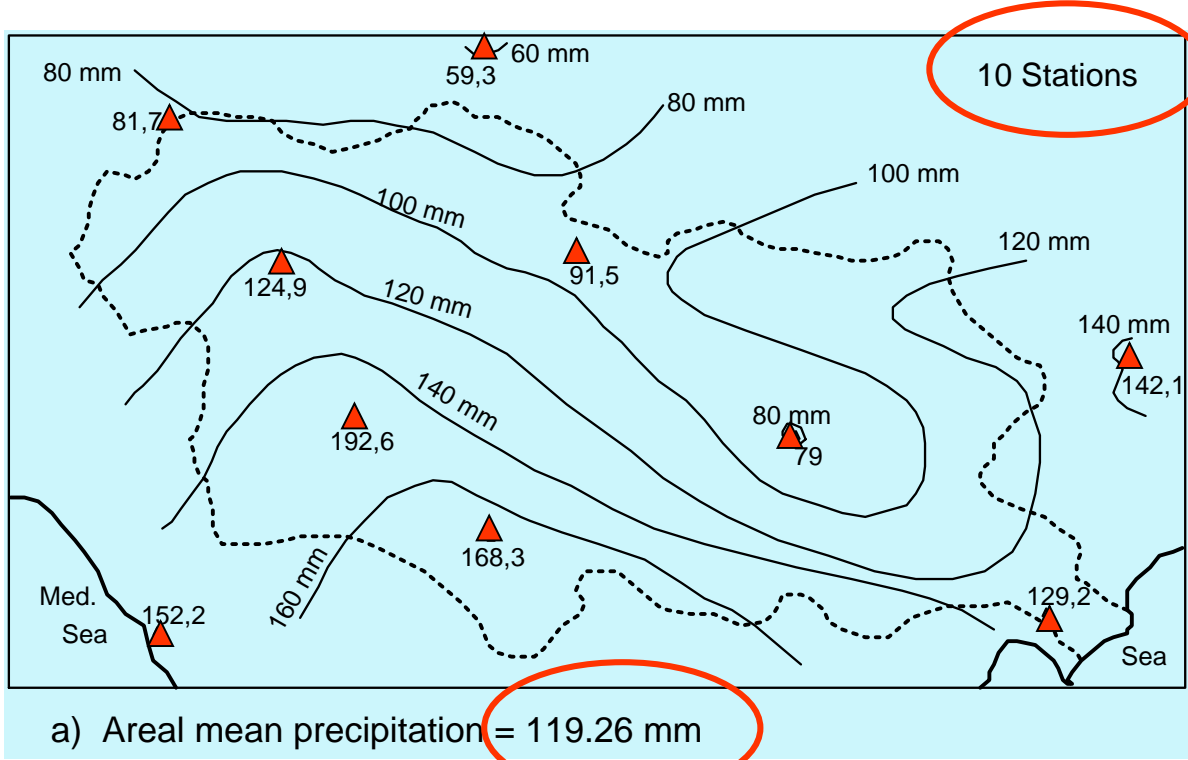 60 mm
59,3
10 Stations
80 mm
80 mm
81,7
100 mm
100 mm
120 mm
91,5
124,9
120 mm
140 mm
142,1
140 mm
80 mm
79
192,6
168,3
160 mm
Med.
Sea
152,2
129,2
Sea
a) Areal mean precipitation = 119.26 mm